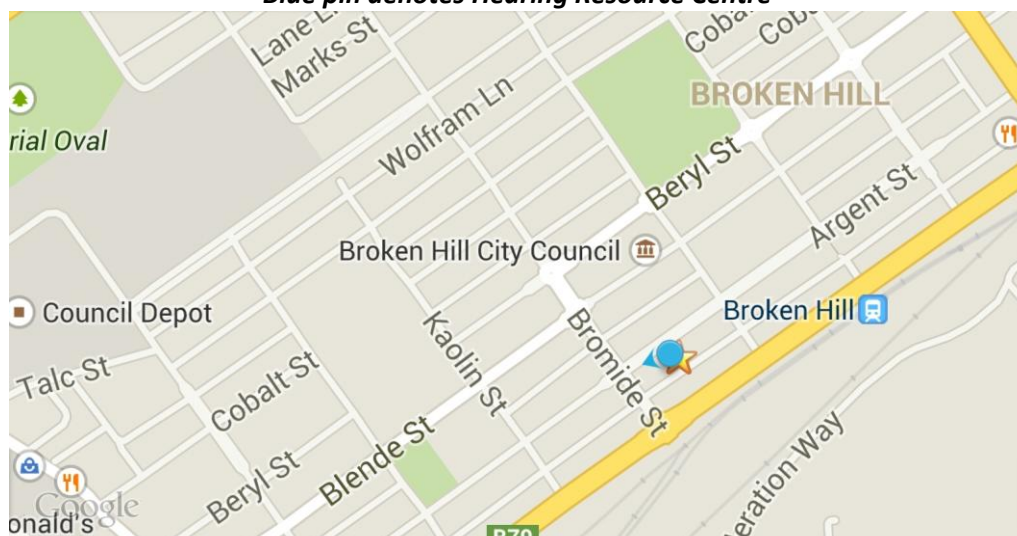 Blue pin denotes Hearing Resource Centre
Lane L
Marks St
Cobalt
Cob
BROKEN HILL
Wolfram Ln
rial Oval
Beryl St
Argent St
Broken Hill City Council
Council Depot
Broken Hill
Kaolin St
Bromide St
Talc St
Cobalt St
Blende St
Beryl St
eration Way
Google
onald's